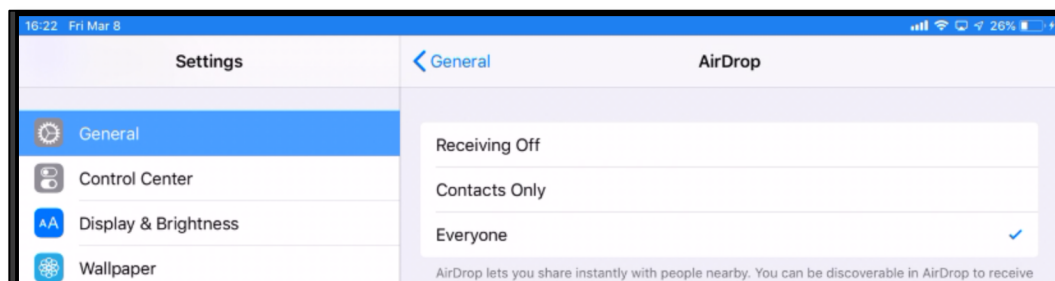 16:22 Fri Mar 8
26%
Settings
General
Control Center
AA Display & Brightness
Wallpaper
General
AirDrop
Receiving Off
Contacts Only
Everyone
AirDrop lets you share instantly with people nearby. You can be discoverable in AirDrop to receive